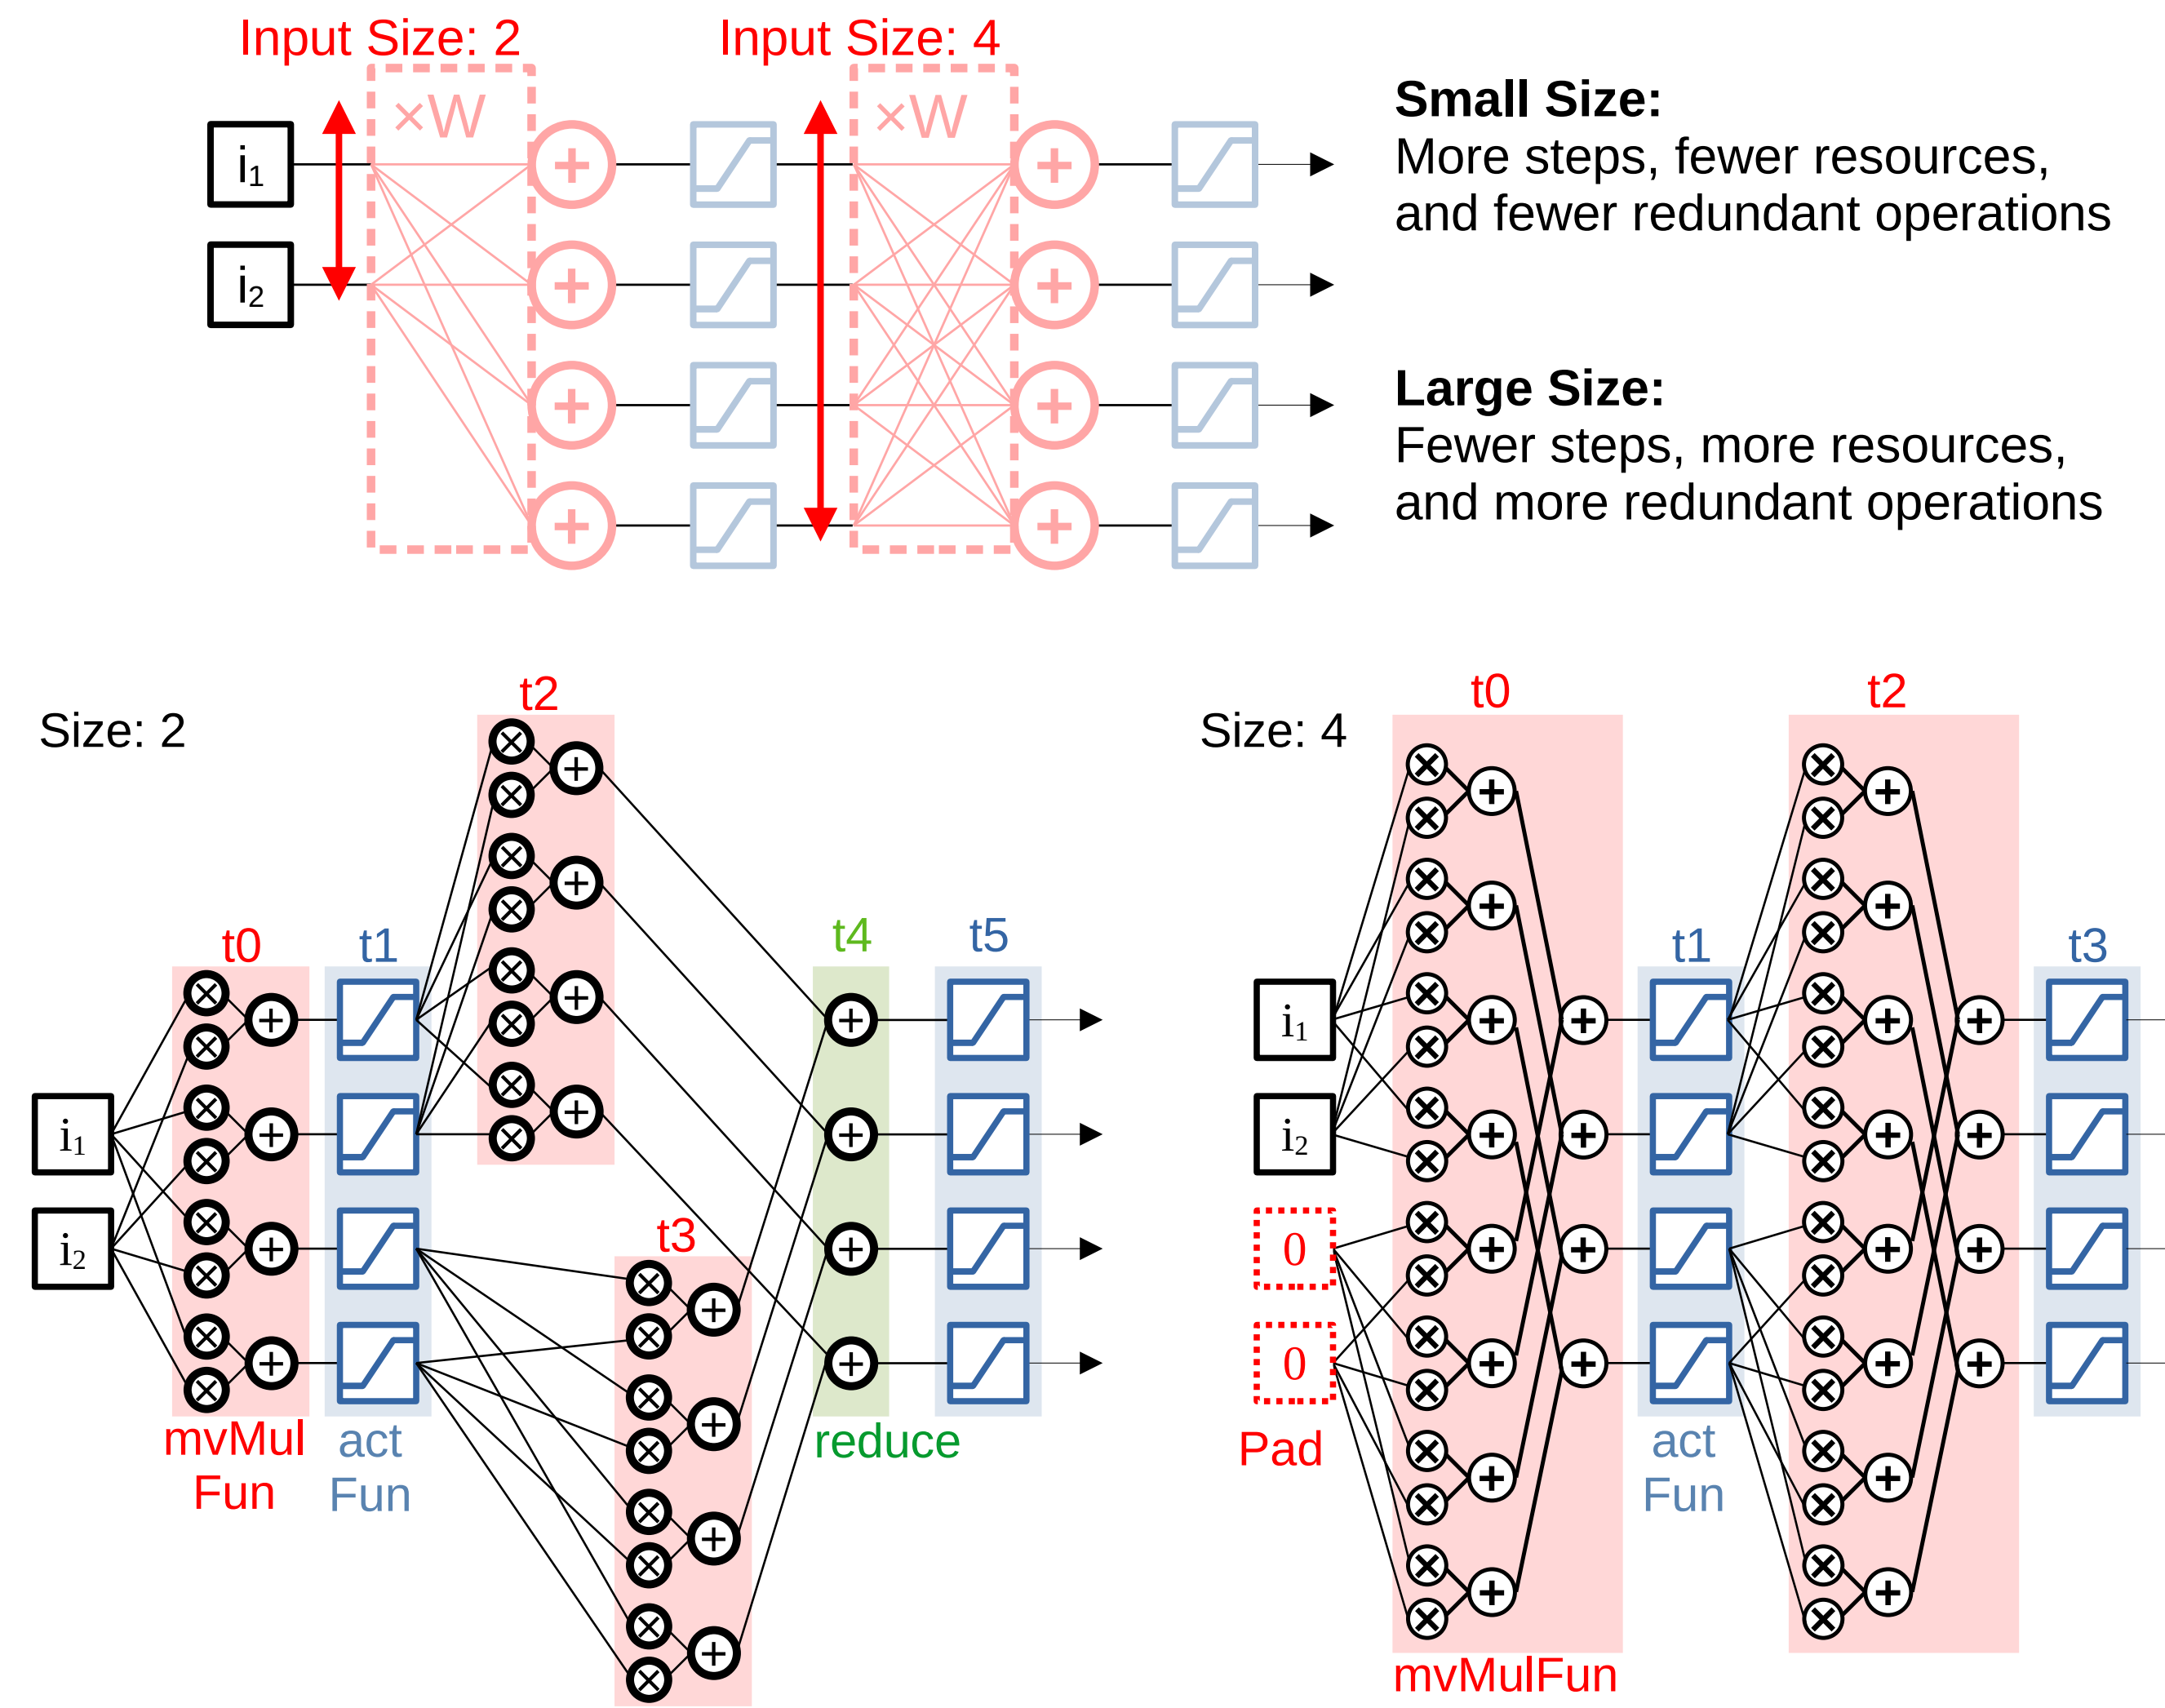 Input Size: 2
Input Size: 4
×W
×W
i1
i2
+
+
+
+
+
+
+
+
Small Size:
More steps, fewer resources,
and fewer redundant operations
Large Size:
Fewer steps, more resources,
and more redundant operations
Size: 2
t0
t1
t2
t3
t4
t5
i1
i2
mvMul
Fun
act
Fun
reduce
Size: 4
t0
t1
t2
t3
i1
i2
0
0
Pad
mvMulFun
act
Fun